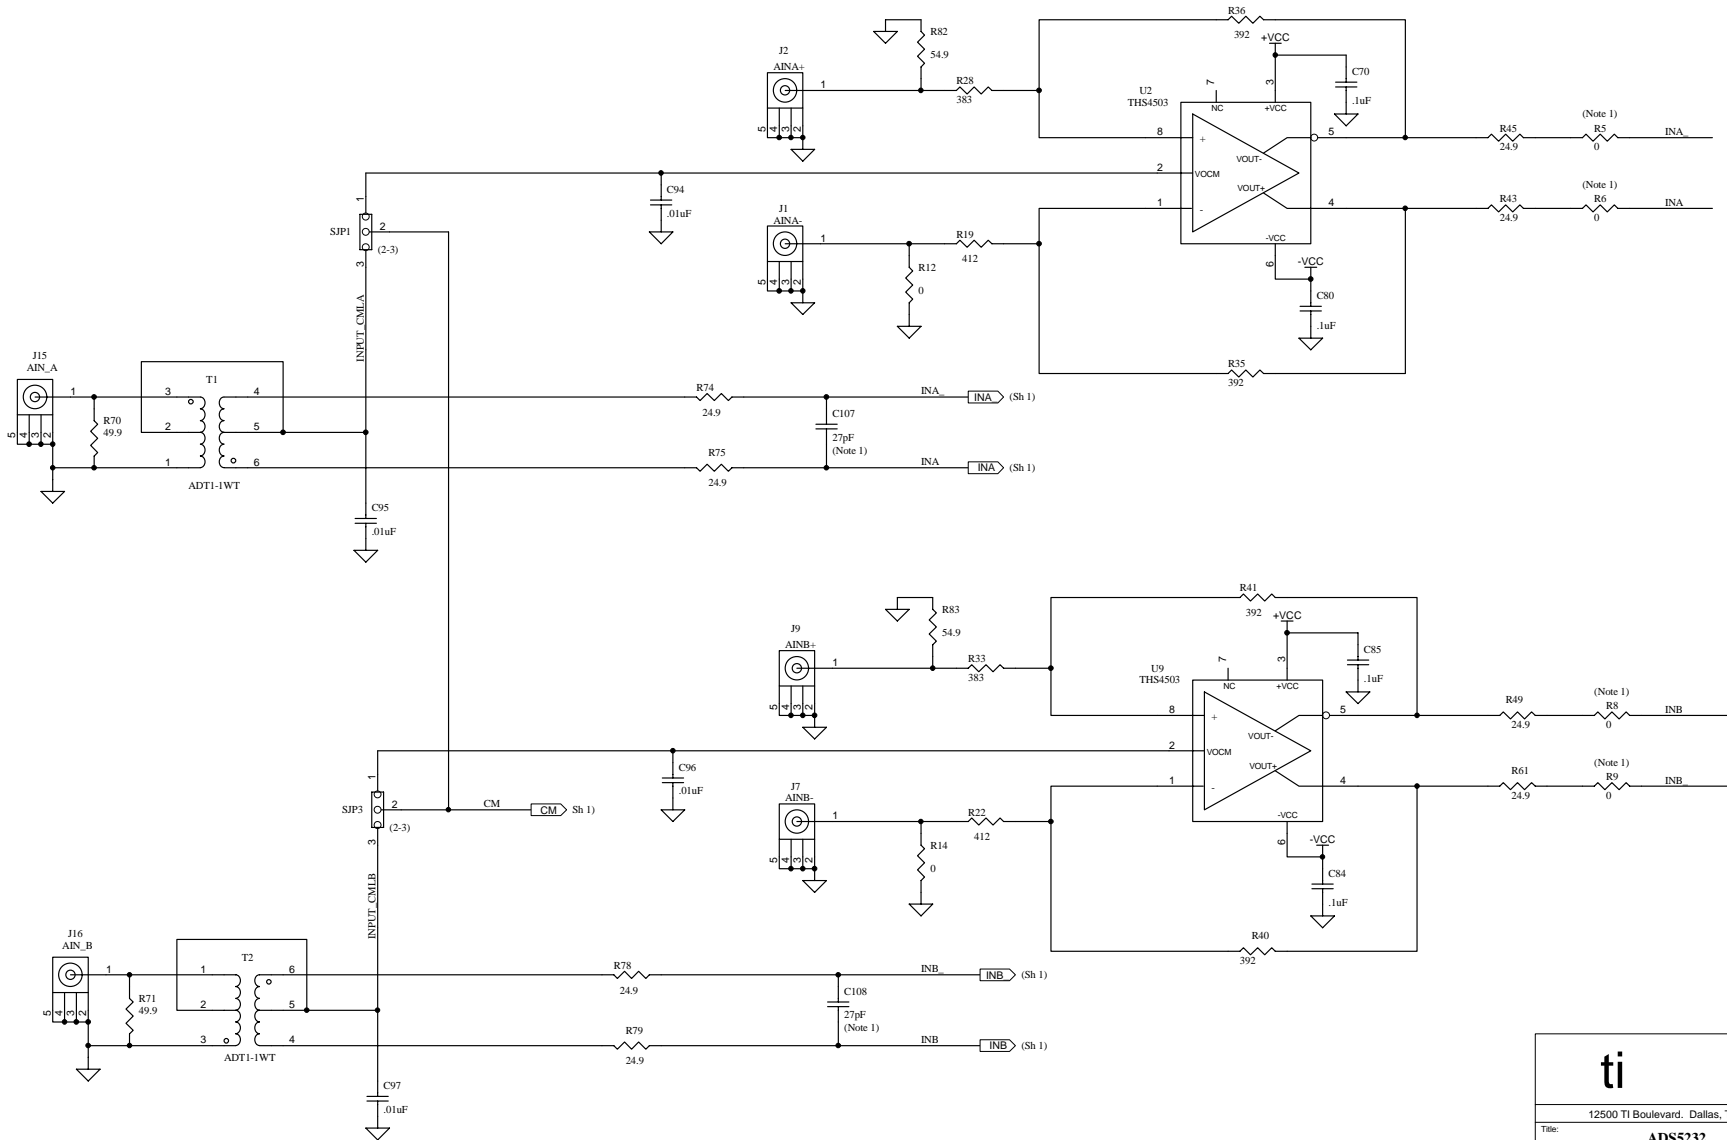 R36
392
+VCC
R82
54.9
J2
AINA+
1
5 4 3 2
R28
383
C70
.1uF
7
3
U2
THS4503
NC
+VCC
8
+
VOUT-
5
R45
24.9
(Note 1)
R5
0
INA_
2
VOCM
VOUT+
C94
.01uF
1
-
4
R43
24.9
(Note 1)
R6
0
INA
J1
AINA-
1
5 4 3 2
R19
412
R12
0
-VCC
6
-VCC
C80
.1uF
R35
392
1
SJP1
2
(2-3)
3
INPUT_CMLA
J15
AIN_A
1
5 4 3 2
R70
49.9
T1
3
2
1
4
5
6
ADT1-1WT
R74
24.9
INA_
INA
(Sh 1)
C107
27pF
(Note 1)
R75
24.9
INA
INA
(Sh 1)
C95
.01uF
R41
392
+VCC
R83
54.9
J9
AINB+
1
5 4 3 2
R33
383
C85
.1uF
7
3
U9
THS4503
NC
+VCC
8
+
VOUT-
5
R49
24.9
(Note 1)
R8
0
INB
2
VOCM
VOUT+
C96
.01uF
1
-
4
R61
24.9
(Note 1)
R9
0
INB_
J7
AINB-
1
5 4 3 2
R22
412
R14
0
-VCC
6
-VCC
C84
.1uF
R40
392
1
SJP3
2
(2-3)
3
CM
CM
Sh 1)
INPUT_CMLB
J16
AIN_B
1
5 4 3 2
R71
49.9
T2
1
2
3
6
5
4
ADT1-1WT
R78
24.9
INB_
INB_
(Sh 1)
C108
27pF
(Note 1)
R79
24.9
INB
INB
(Sh 1)
C97
.01uF
ti
12500 TI Boulevard. Dallas,
Title:
ADS5232